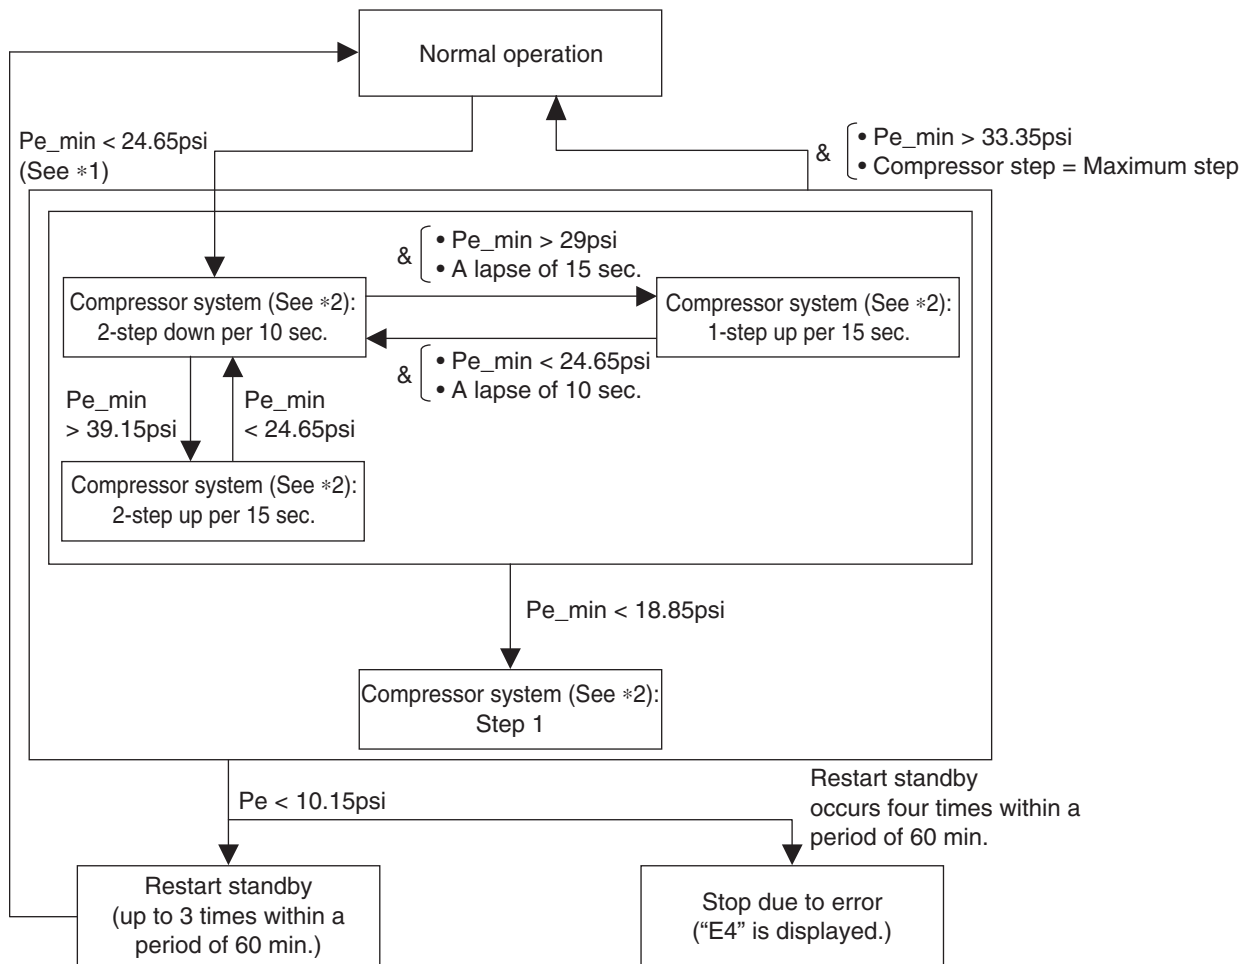 Normal operation
Pe_min < 24.65psi
(See *1)
& • Pe_min > 33.35psi
• Compressor step = Maximum step
& • Pe_min > 29psi
• A lapse of 15 sec.
Compressor system (See *2):
2-step down per 10 sec.
Compressor system (See *2):
1-step up per 15 sec.
& • Pe_min < 24.65psi
• A lapse of 10 sec.
Pe_min
> 39.15psi
Pe_min
< 24.65psi
Compressor system (See *2):
2-step up per 15 sec.
Pe_min < 18.85psi
Compressor system (See *2):
Step 1
Pe < 10.15psi
Restart standby
occurs four times within a
period of 60 min.
Restart standby
(up to 3 times within a
period of 60 min.)
Stop due to error
(“E4” is displayed.)